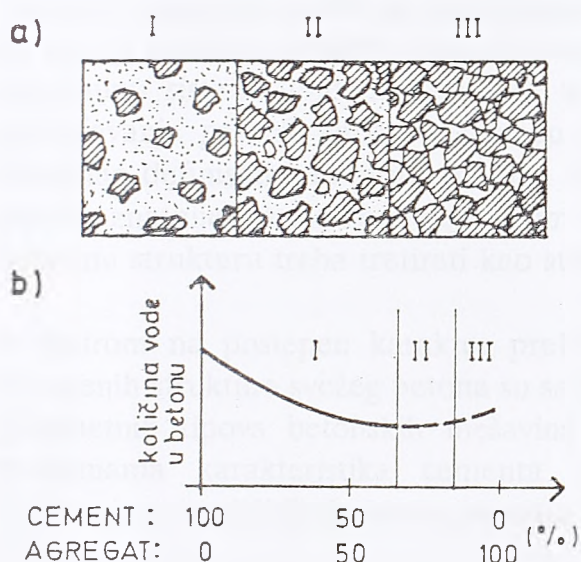 a)
I II III
b)
količina vode
u betonu
I II III
CEMENT : 100 50 0
(%)
AGREGAT: 0 50 100